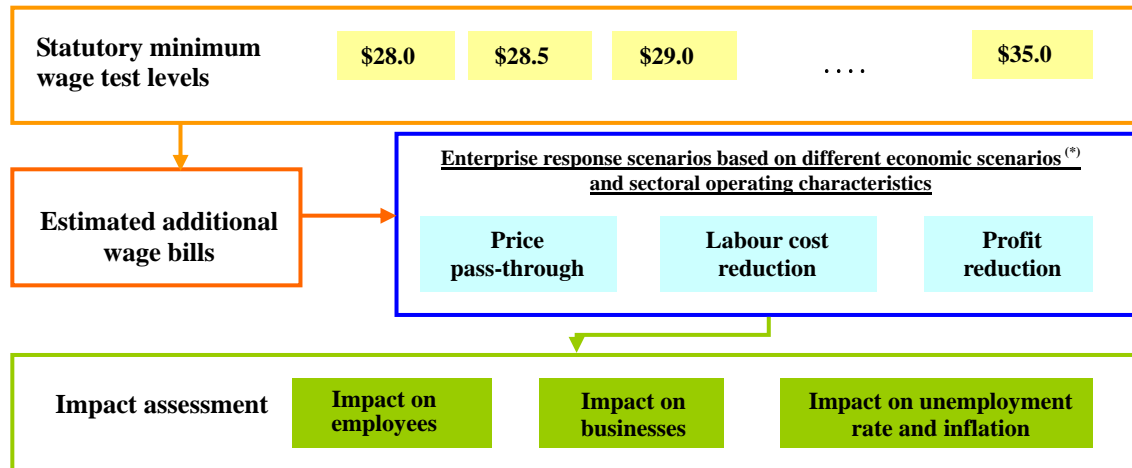 Statutory minimum
wage test levels
$28.0
$28.5
$29.0
....
$35.0
Enterprise response scenarios based on different economic scenarios (*)
and sectoral operating characteristics
Estimated additional
wage bills
Price
pass-through
Labour cost
reduction
Profit
reduction
Impact assessment
Impact on
employees
Impact on
businesses
Impact on unemployment
rate and inflation